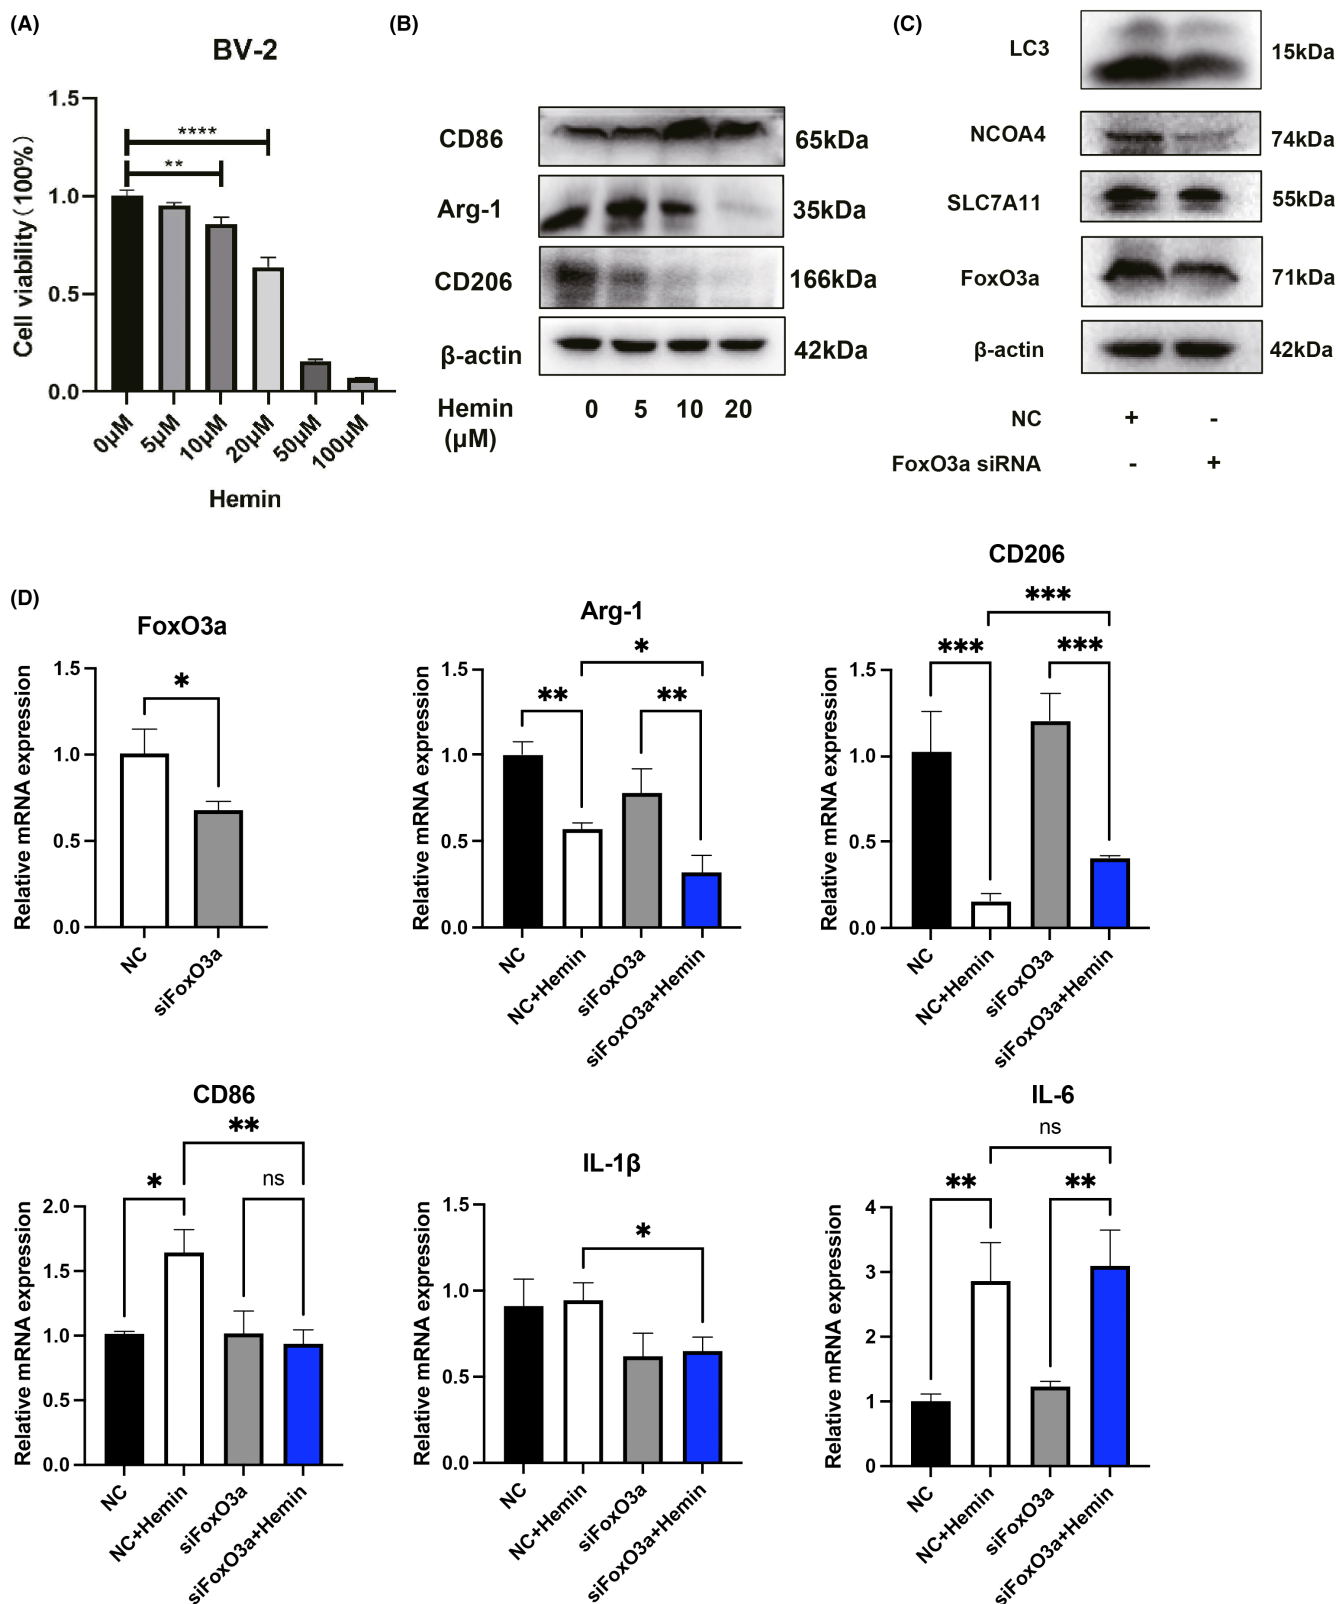 (A)
BV-2
Cell viability (100%)
1.5
1.0
0.5
0.0
****
**
0μM
5μM
10μM
20μM
50μM
100μM
Hemin
(B)
CD86
65kDa
Arg-1
35kDa
CD206
166kDa
β-actin
42kDa
Hemin 0 5 10 20
(μM)
(C)
LC3
15kDa
NCOA4
74kDa
SLC7A11
55kDa
FoxO3a
71kDa
β-actin
42kDa
NC + -
FoxO3a siRNA - +
(D)
FoxO3a
Relative mRNA expression
1.5
1.0
0.5
0.0
*
NC
siFoxO3a
Arg-1
Relative mRNA expression
1.5
1.0
0.5
0.0
*
**
**
NC
NC+Hemin
siFoxO3a
siFoxO3a+Hemin
CD206
Relative mRNA expression
1.5
1.0
0.5
0.0
***
***
***
NC
NC+Hemin
siFoxO3a
siFoxO3a+Hemin
CD86
Relative mRNA expression
2.0
1.5
1.0
0.5
0.0
**
*
ns
NC
NC+Hemin
siFoxO3a
siFoxO3a+Hemin
IL-1β
Relative mRNA expression
1.5
1.0
0.5
0.0
*
NC
NC+Hemin
siFoxO3a
siFoxO3a+Hemin
IL-6
Relative mRNA expression
4
3
2
1
0
ns
**
**
NC
NC+Hemin
siFoxO3a
siFoxO3a+Hemin